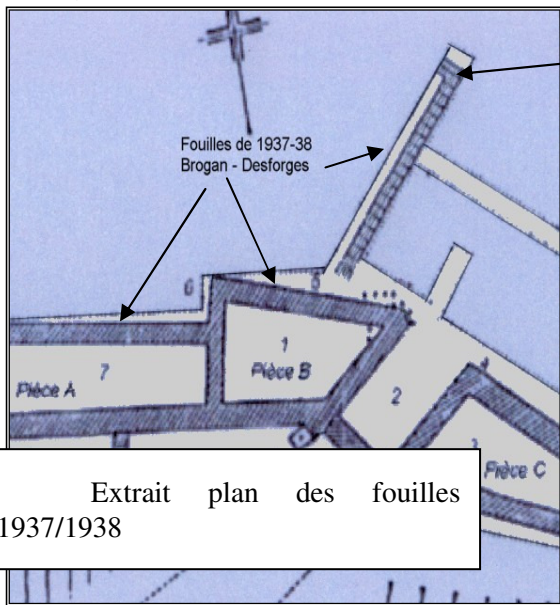 Fouilles de 1937-38
Brogan - Desforges
6
5
1
Pièce B
7
Pièce A
2
4
Pièce C
Extrait plan des fouilles
1937/1938